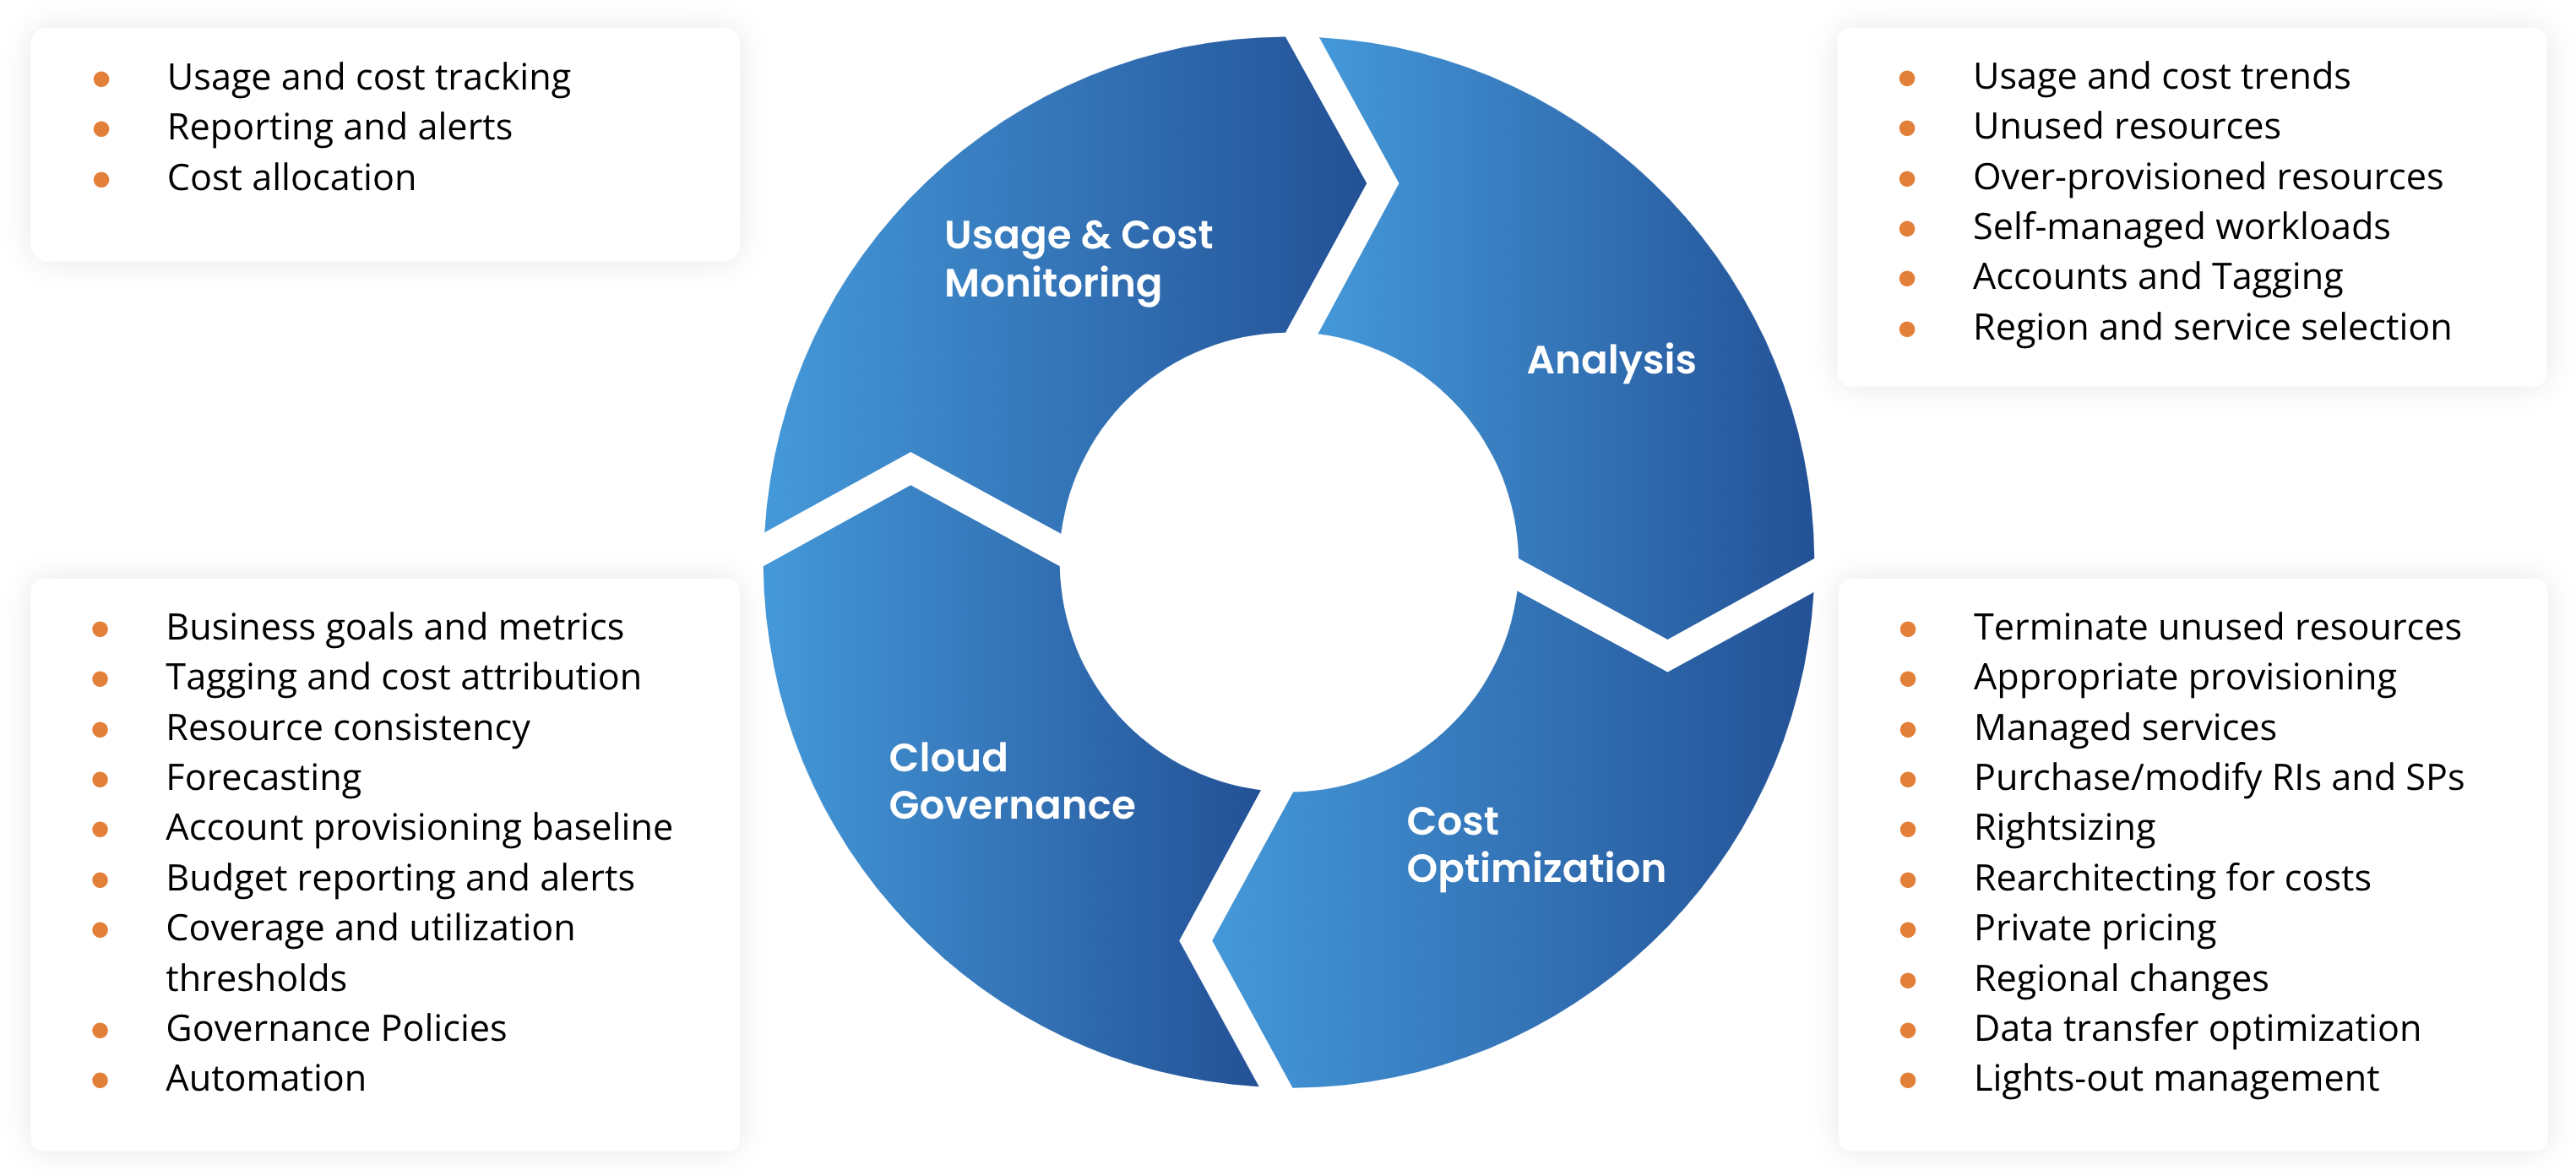 Usage and cost tracking
Reporting and alerts
Cost allocation
Usage & Cost
Monitoring
Analysis
Usage and cost trends
Unused resources
Over-provisioned resources
Self-managed workloads
Accounts and Tagging
Region and service selection
Business goals and metrics
Tagging and cost attribution
Resource consistency
Forecasting
Account provisioning baseline
Budget reporting and alerts
Coverage and utilization
thresholds
Governance Policies
Automation
Cloud
Governance
Cost
Optimization
Terminate unused resources
Appropriate provisioning
Managed services
Purchase/modify RIs and SPs
Rightsizing
Rearchitecting for costs
Private pricing
Regional changes
Data transfer optimization
Lights-out management